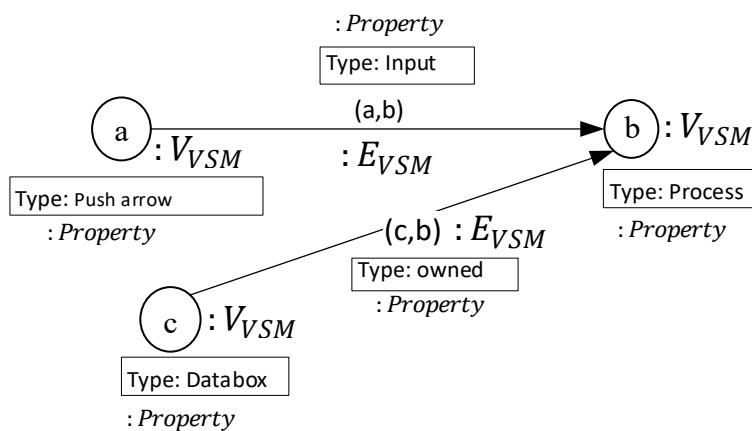 : Property
Type: Input
(a,b)
a
: V_VSM
: E_VSM
b
: V_VSM
Type: Push arrow
: Property
Type: Process
: Property
(c,b) : E_VSM
Type: owned
: Property
c
: V_VSM
Type: Databox
: Property